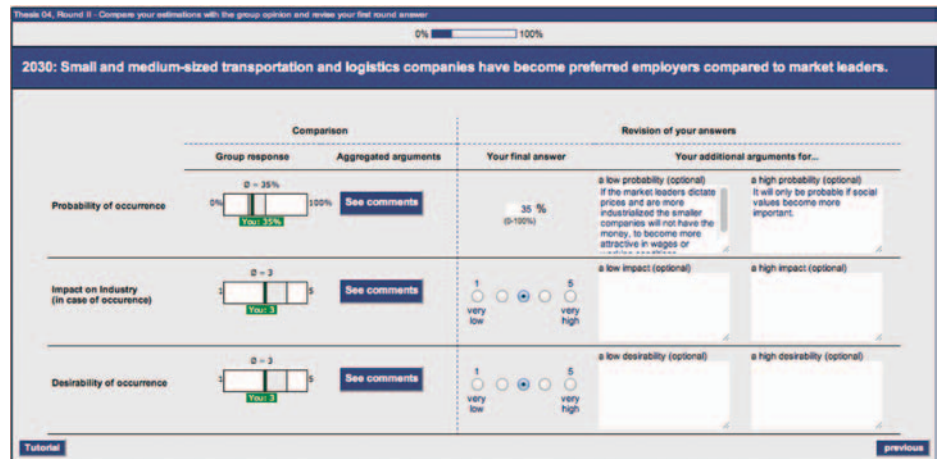 Thesis 04, Round II - Compare your estimations with the group opinion and revise your first round answer
0% 100%
2030: Small and medium-sized transportation and logistics companies have become preferred employers compared to market leaders.
Comparison
Revision of your answers
Group response
Aggregated arguments
Your final answer
Your additional arguments for...
Probability of occurrence
Ø – 35%
0% 100%
You: 35%
See comments
35 %
(0-100%)
a low probability (optional)
If the market leaders dictate
prices and are more
industrialized the smaller
companies will not have the
money, to become more
attractive in wages or
a high probability (optional)
It will only be probable if social
values become more
important.
Impact on Industry
(in case of occurence)
Ø – 3
1 5
You: 3
See comments
1 5
very very
low high
a low impact (optional)
a high impact (optional)
Desirability of occurrence
Ø – 3
1 5
You: 3
See comments
1 5
very very
low high
a low desirability (optional)
a high desirability (optional)
Tutorial
previous